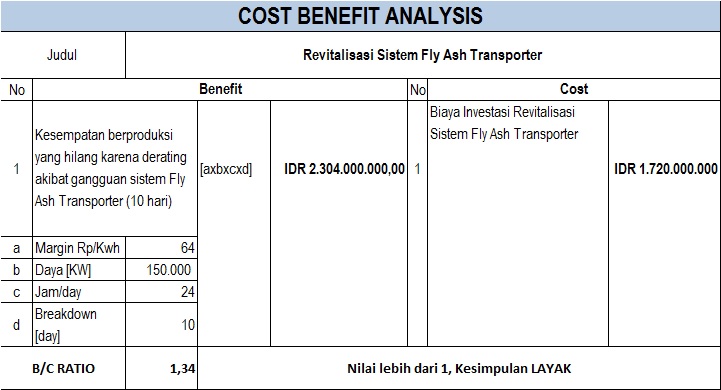 COST BENEFIT ANALYSIS
Judul
Revitalisasi Sistem Fly Ash Transporter
No
Benefit
No
Cost
1
Kesempatan berproduksi
yang hilang karena derating
akibat gangguan sistem Fly
Ash Transporter (10 hari)
[axbxcxd]
IDR 2.304.000.000,00
1
Biaya Investasi Revitalisasi
Sistem Fly Ash Transporter
IDR 1.720.000.000
a
Margin Rp/Kwh
64
b
Daya [KW]
150.000
c
Jam/day
24
d
Breakdown
[day]
10
B/C RATIO
1,34
Nilai lebih dari 1, Kesimpulan LAYAK